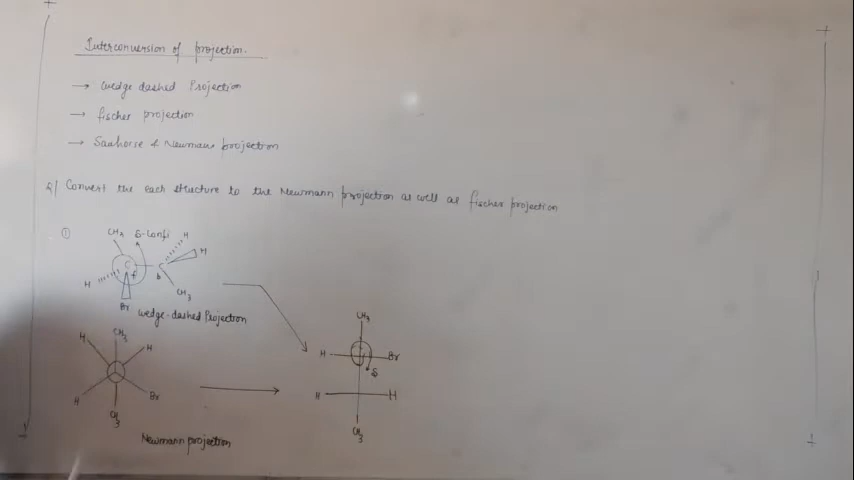 Interconversion of projection.
→ wedge dashed Projection
→ fischer projection
→ Sawhorse & Newmann projection
Q/ Convert the each structure to the Newmann projection as well as fischer projection
①
CH3 S-Confi H
C C H
H f b
Br CH3
wedge-dashed Projection
CH3
H H
H Br
CH3
Newmann projection
CH3
H Br
S
H H
CH3